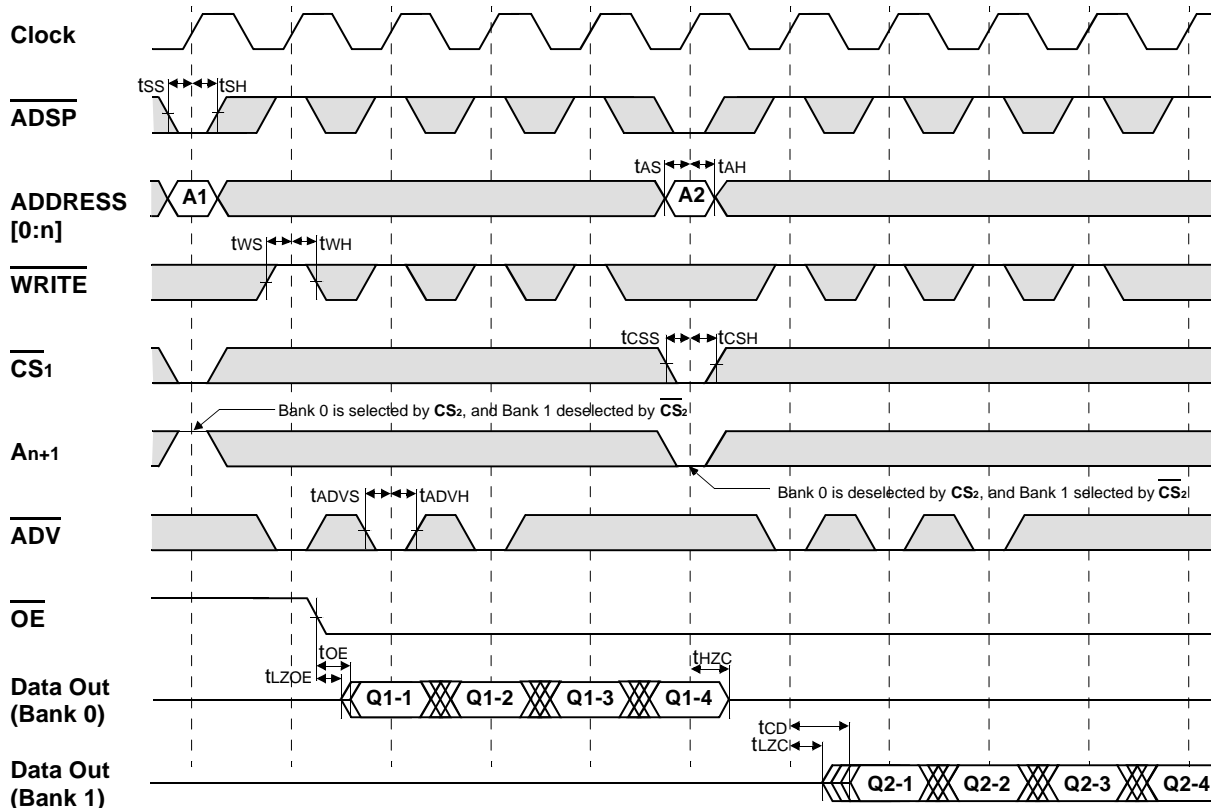 Clock
tSS tSH
ADSP
tAS tAH
ADDRESS
[0:n]
A1 A2
tWS tWH
WRITE
tCSS tCSH
CS1
Bank 0 is selected by CS2, and Bank 1 deselected by CS2
An+1
Bank 0 is deselected by CS2, and Bank 1 selected by CS2
tADVS tADVH
ADV
OE
tOE
tLZOE
tHZC
Data Out
(Bank 0)
Q1-1 Q1-2 Q1-3 Q1-4
tCD
tLZC
Data Out
(Bank 1)
Q2-1 Q2-2 Q2-3 Q2-4